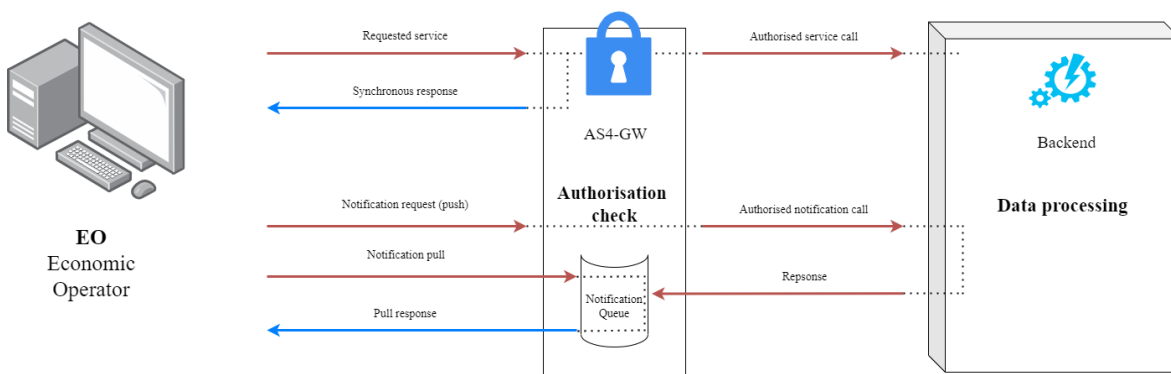 Requested service
Authorised service call
Synchronous response
AS4-GW
Backend
Authorisation
check
Notification request (push)
Authorised notification call
Data processing
EO
Economic
Operator
Notification pull
Repsonse
Notification
Queue
Pull response